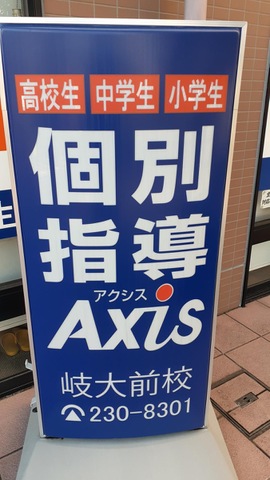 高校生 中学生 小学生
個別
指導
アクシス
AXiS
岐大前校
☎230-8301